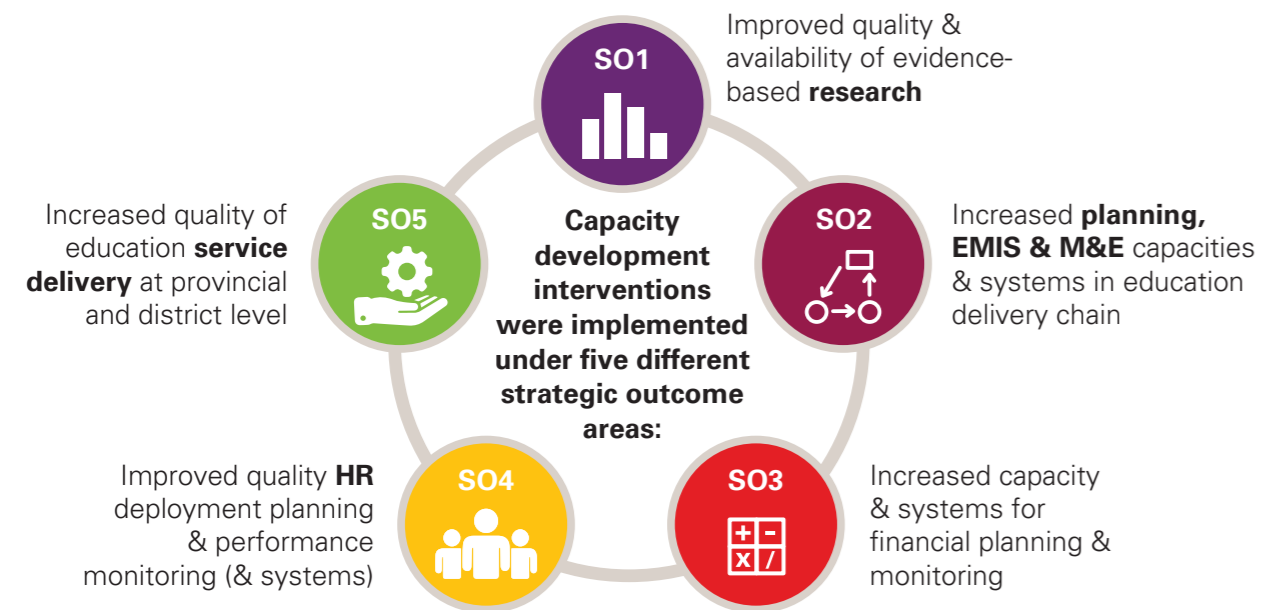 SO1
Improved quality &
availability of evidence-
based research
SO2
Increased planning,
EMIS & M&E capacities
& systems in education
delivery chain
SO3
+ -
x /
Increased capacity
& systems for
financial planning &
monitoring
SO4
Improved quality HR
deployment planning
& performance
monitoring (& systems)
SO5
Increased quality of
education service
delivery at provincial
and district level
Capacity
development
interventions
were implemented
under five different
strategic outcome
areas: